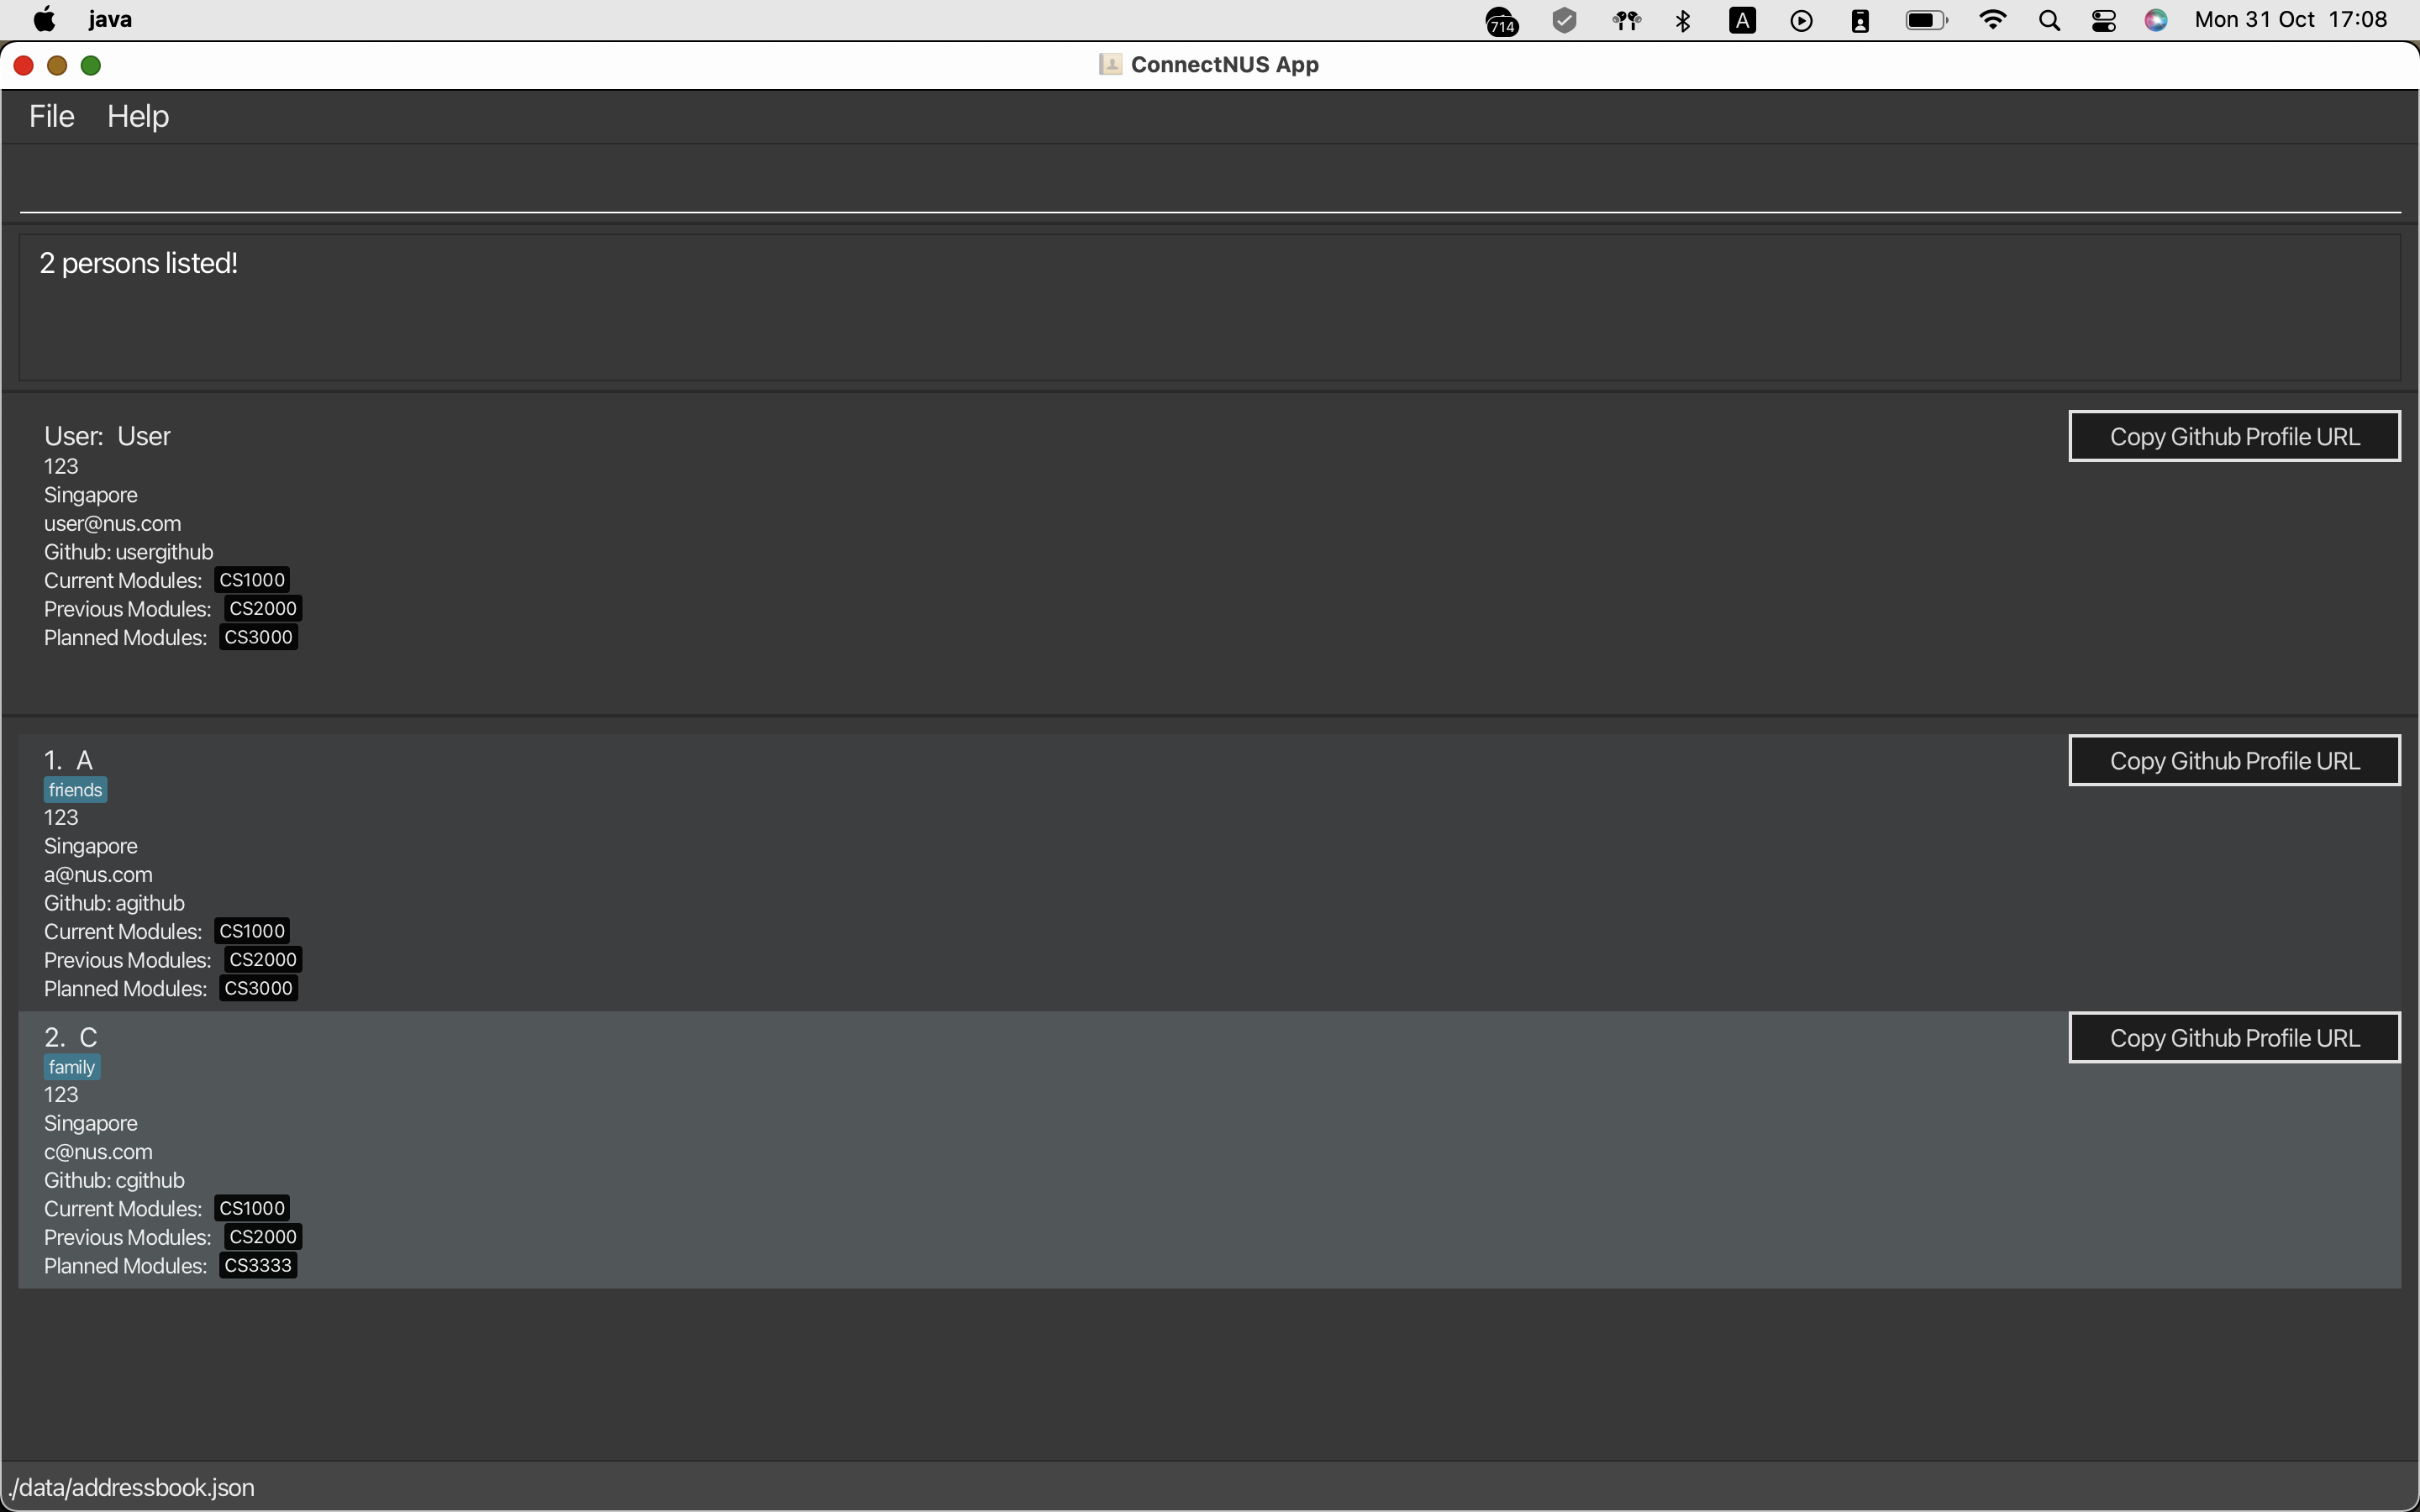 java
714
A
Mon 31 Oct 17:08
ConnectNUS App
File Help
2 persons listed!
User: User
Copy Github Profile URL
123
Singapore
user@nus.com
Github: usergithub
Current Modules: CS1000
Previous Modules: CS2000
Planned Modules: CS3000
1. A
Copy Github Profile URL
friends
123
Singapore
a@nus.com
Github: agithub
Current Modules: CS1000
Previous Modules: CS2000
Planned Modules: CS3000
2. C
Copy Github Profile URL
family
123
Singapore
c@nus.com
Github: cgithub
Current Modules: CS1000
Previous Modules: CS2000
Planned Modules: CS3333
./data/addressbook.json